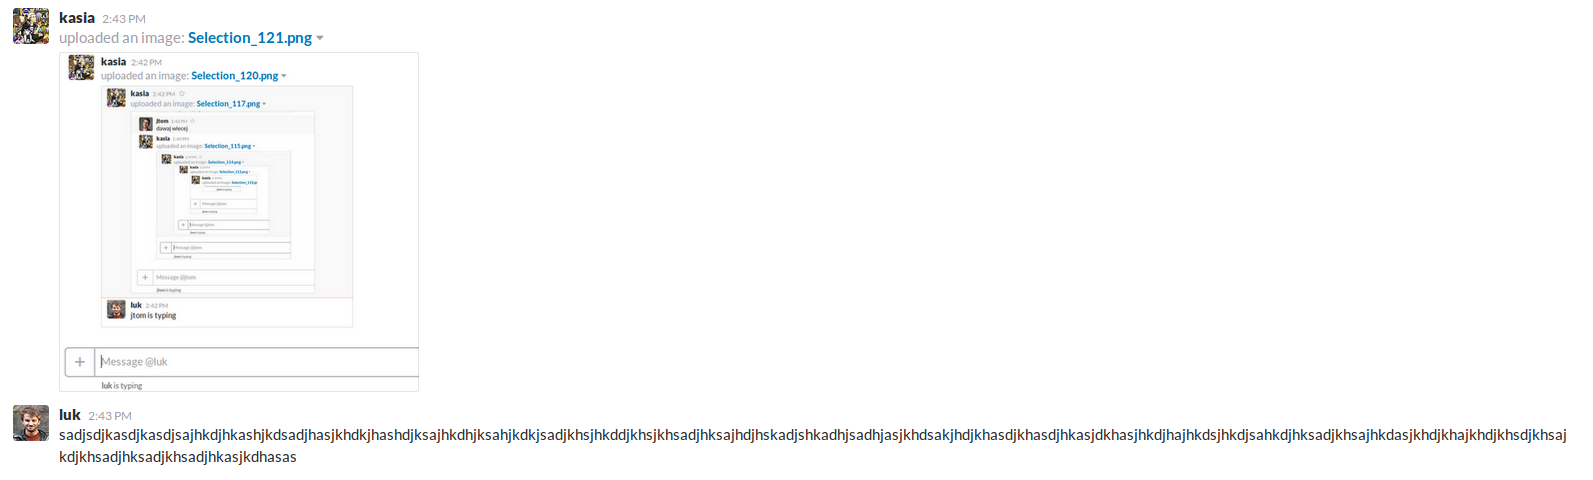 kasia 2:43 PM
uploaded an image: Selection_121.png
kasia 2:42 PM
uploaded an image: Selection_120.png
kasia 2:42 PM
uploaded an image: Selection_117.png
jtom 2:40 PM
dawaj wiecej
kasia 2:40 PM
uploaded an image: Selection_115.png
kasia
uploaded an image: Selection_114.png
kasia
uploaded an image: Selection_113.png
kasia
uploaded an image: Selection_112.p
jtom is typing
Message @jtom
jtom is typing
Message @jtom
jtom is typing
Message @jtom
jtom is typing
Message @jtom
jtom is typing
luk 2:42 PM
jtom is typing
Message @luk
luk is typing
luk 2:43 PM
sadjsdjkasdjkasdjsajhkdjhkashjkdsadjhasjkhdkjhashdjksajhkdhjksahjkdkjsadjkhsjhkddjkhsjkhsadjhksajhdjhskadjshkadhjsadhjasjkhdsakjhdjkhasdjkhasdjhkasjdkhasjhkdjhajhkdsjhkdjsahkdjhksadjkhsajhkdasjkhdjkhajkhdjkhsdjkhsaj
kdjkhsadjhksadjkhsadjhkasjkdhasas